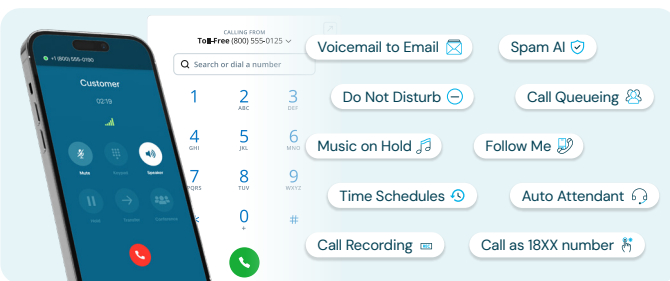 +1 (800) 555-0190
Customer
02:19
Mute
Keypad
Speaker
Hold
Transfer
Conference
CALLING FROM
Toll-Free (800) 555-0125
Search or dial a number
1
2
ABC
3
DEF
4
GHI
5
JKL
6
MNO
7
PQRS
8
TUV
9
WXYZ
0
+
#
Voicemail to Email
Spam AI
Do Not Disturb
Call Queueing
Music on Hold
Follow Me
Time Schedules
Auto Attendant
Call Recording
Call as 18XX number